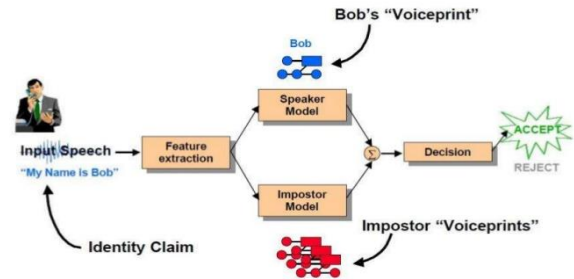 Bob's "Voiceprint"
Bob
Speaker
Model
Input Speech
"My Name is Bob"
Feature
extraction
Σ
Decision
ACCEPT
REJECT
Impostor
Model
Identity Claim
Impostor "Voiceprints"